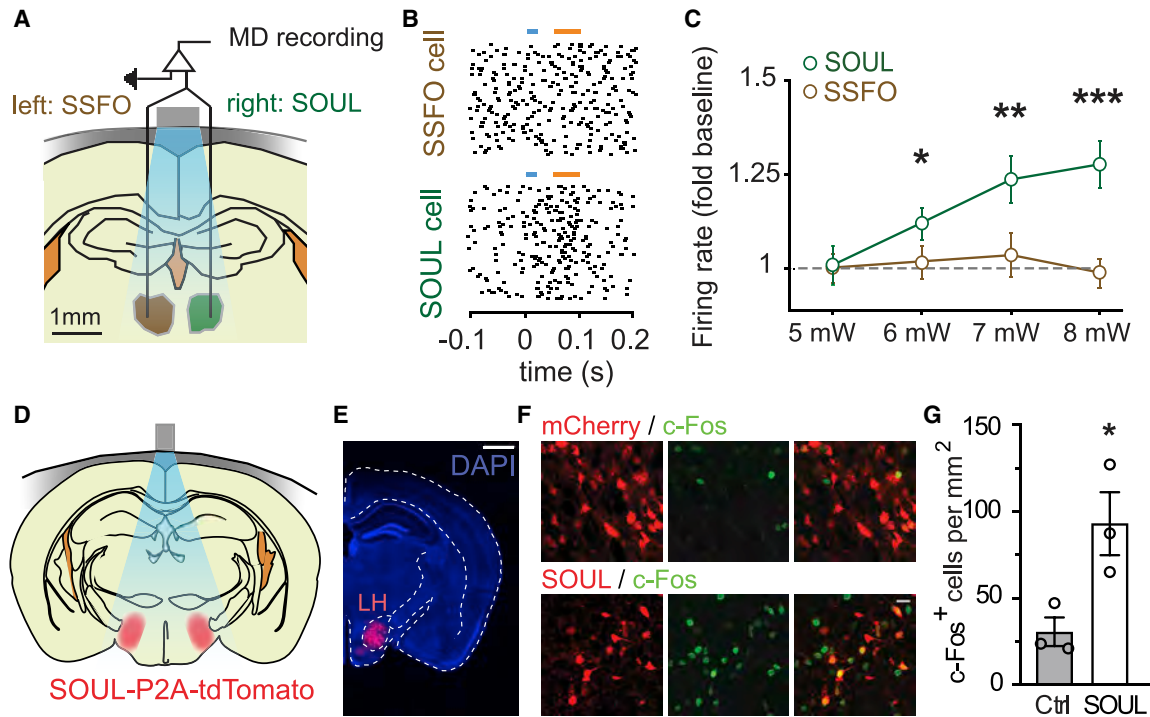 A
MD recording
left: SSFO
right: SOUL
1mm
B
SSFO cell
SOUL cell
-0.1 0 0.1 0.2
time (s)
C
SOUL
SSFO
Firing rate (fold baseline)
1.5
1.25
1
*
**
***
5 mW 6 mW 7 mW 8 mW
D
SOUL-P2A-tdTomato
E
DAPI
LH
F
mCherry / c-Fos
SOUL / c-Fos
G
c-Fos+ cells per mm2
150
100
50
0
*
Ctrl SOUL